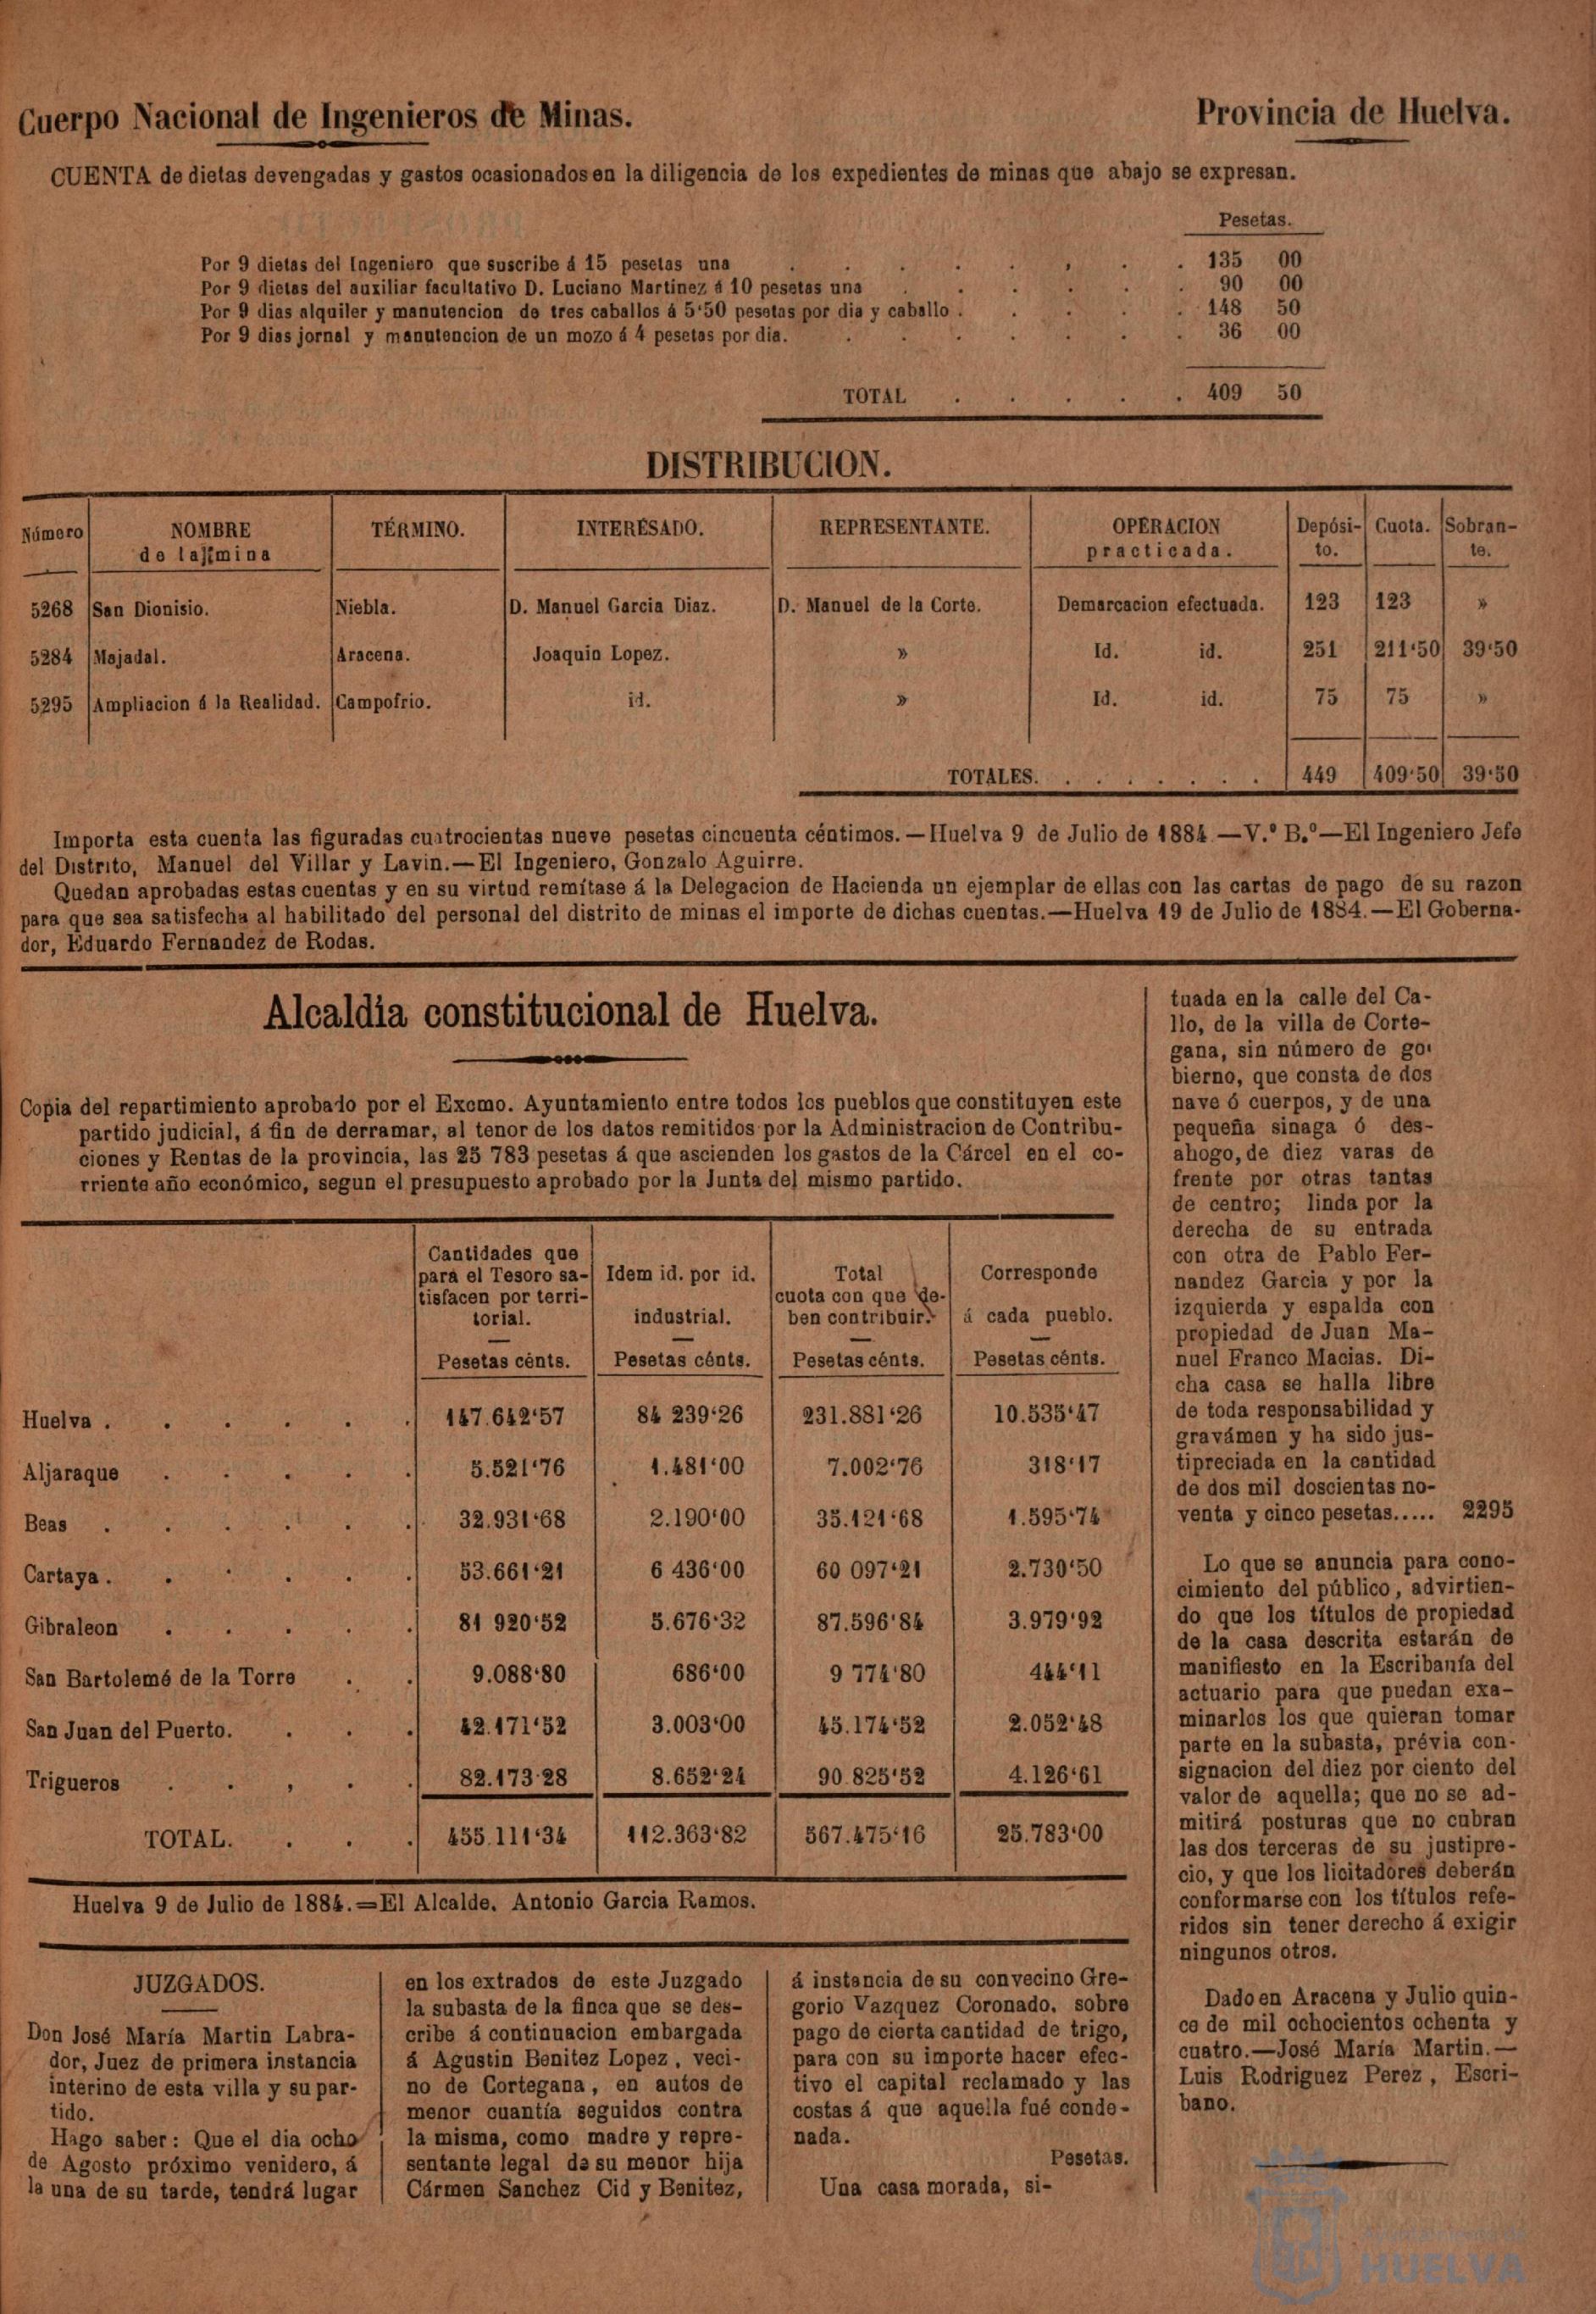 Cuerpo Nacional de Ingenieros de Minas.
Provincia de Huelva.
CUENTA de dietas devengadas y gastos ocasionados en la diligencia de los expedientes de minas que abajo se expresan.
Pesetas.
Por 9 dietas del Ingeniero que suscribe á 15 pesetas una . . . . . . . . 135 00
Por 9 dietas del auxiliar facultativo D. Luciano Martinez á 10 pesetas una . . . . . . 90 00
Por 9 dias alquiler y manutencion de tres caballos á 5'50 pesetas por dia y caballo . . . . . 148 50
Por 9 dias jornal y manutencion de un mozo á 4 pesetas por dia. . . . . . . . 36 00
TOTAL . . . . . 409 50
DISTRIBUCION.
Número NOMBRE TÉRMINO. INTERESADO. REPRESENTANTE. OPERACION Depósi- Cuota. Sobran-
de la mina practicada. to. te.
5268 San Dionisio. Niebla. D. Manuel Garcia Diaz. D. Manuel de la Corte. Demarcacion efectuada. 123 123 »
5284 Majadal. Aracena. Joaquin Lopez. » Id. id. 251 211'50 39'50
5295 Ampliacion á la Realidad. Campofrio. id. » Id. id. 75 75 »
TOTALES. . . . . . . . 449 409'50 39'50
Importa esta cuenta las figuradas cuatrocientas nueve pesetas cincuenta céntimos.—Huelva 9 de Julio de 1884.—V.º B.º—El Ingeniero Jefe
del Distrito, Manuel del Villar y Lavin.—El Ingeniero, Gonzalo Aguirre.
Quedan aprobadas estas cuentas y en su virtud remítase á la Delegacion de Hacienda un ejemplar de ellas con las cartas de pago de su razon
para que sea satisfecha al habilitado del personal del distrito de minas el importe de dichas cuentas.—Huelva 19 de Julio de 1884.—El Goberna-
dor, Eduardo Fernandez de Rodas.
Alcaldia constitucional de Huelva.
Copia del repartimiento aprobado por el Excmo. Ayuntamiento entre todos los pueblos que constituyen este
partido judicial, á fin de derramar, al tenor de los datos remitidos por la Administracion de Contribu-
ciones y Rentas de la provincia, las 25 783 pesetas á que ascienden los gastos de la Cárcel en el co-
rriente año económico, segun el presupuesto aprobado por la Junta del mismo partido.
Cantidades que
para el Tesoro sa- Idem id. por id. Total Corresponde
tisfacen por terri- cuota con que de-
torial. industrial. ben contribuir. á cada pueblo.
Pesetas cénts. Pesetas cénts. Pesetas cénts. Pesetas cénts.
Huelva . . . . . . 147.642'57 84 239'26 231.881'26 10.535'47
Aljaraque . . . . . 5.521'76 1.481'00 7.002'76 318'17
Beas . . . . . . 32.931'68 2.190'00 35.121'68 1.595'74
Cartaya . . . . . . 53.661'21 6 436'00 60 097'21 2.730'50
Gibraleon . . . . . 81 920'52 5.676'32 87.596'84 3.979'92
San Bartolemé de la Torre . . 9.088'80 686'00 9 774'80 444'11
San Juan del Puerto. . . . 42.171'52 3.003'00 45.174'52 2.052'48
Trigueros . . , . . 82.173'28 8.652'24 90.825'52 4.126'61
TOTAL. . . . 455.111'34 112.363'82 567.475'16 25.783'00
Huelva 9 de Julio de 1884.=El Alcalde, Antonio Garcia Ramos.
JUZGADOS.
Don José María Martin Labra-
dor, Juez de primera instancia
interino de esta villa y su par-
tido.
Hago saber: Que el dia ocho
de Agosto próximo venidero, á
la una de su tarde, tendrá lugar
en los extrados de este Juzgado
la subasta de la finca que se des-
cribe á continuacion embargada
á Agustin Benitez Lopez, veci-
no de Cortegana, en autos de
menor cuantía seguidos contra
la misma, como madre y repre-
sentante legal de su menor hija
Cármen Sanchez Cid y Benitez,
á instancia de su convecino Gre-
gorio Vazquez Coronado, sobre
pago de cierta cantidad de trigo,
para con su importe hacer efec-
tivo el capital reclamado y las
costas á que aquella fué conde-
nada.
Pesetas.
Una casa morada, si-
tuada en la calle del Ca-
llo, de la villa de Corte-
gana, sin número de go-
bierno, que consta de dos
nave ó cuerpos, y de una
pequeña sinaga ó des-
ahogo, de diez varas de
frente por otras tantas
de centro; linda por la
derecha de su entrada
con otra de Pablo Fer-
nandez Garcia y por la
izquierda y espalda con
propiedad de Juan Ma-
nuel Franco Macias. Di-
cha casa se halla libre
de toda responsabilidad y
gravámen y ha sido jus-
tipreciada en la cantidad
de dos mil doscientas no-
venta y cinco pesetas..... 2295
Lo que se anuncia para cono-
cimiento del público, advirtien-
do que los títulos de propiedad
de la casa descrita estarán de
manifiesto en la Escribanía del
actuario para que puedan exa-
minarlos los que quieran tomar
parte en la subasta, prévia con-
signacion del diez por ciento del
valor de aquella; que no se ad-
mitirá posturas que no cubran
las dos terceras de su justipre-
cio, y que los licitadores deberán
conformarse con los títulos refe-
ridos sin tener derecho á exigir
ningunos otros.
Dado en Aracena y Julio quin-
ce de mil ochocientos ochenta y
cuatro.—José María Martin.—
Luis Rodriguez Perez, Escri-
bano.
HUELVA